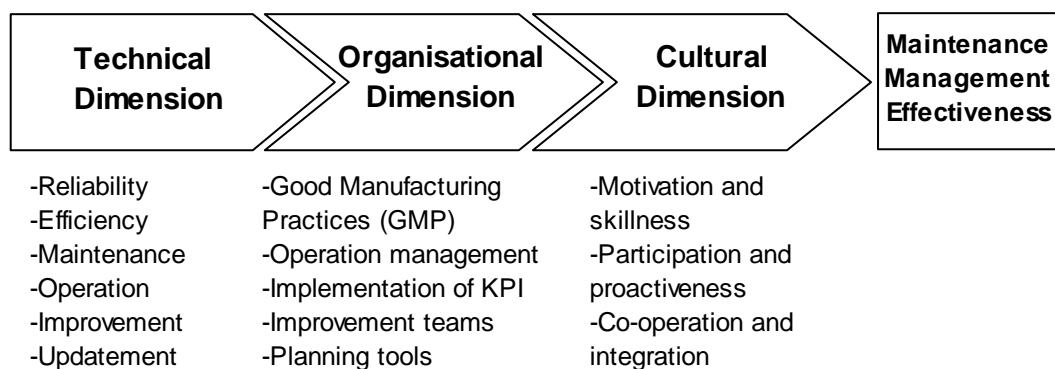 Technical
Dimension
Organisational
Dimension
Cultural
Dimension
Maintenance
Management
Effectiveness
-Reliability
-Efficiency
-Maintenance
-Operation
-Improvement
-Updatement
-Good Manufacturing
Practices (GMP)
-Operation management
-Implementation of KPI
-Improvement teams
-Planning tools
-Motivation and
skillness
-Participation and
proactiveness
-Co-operation and
integration